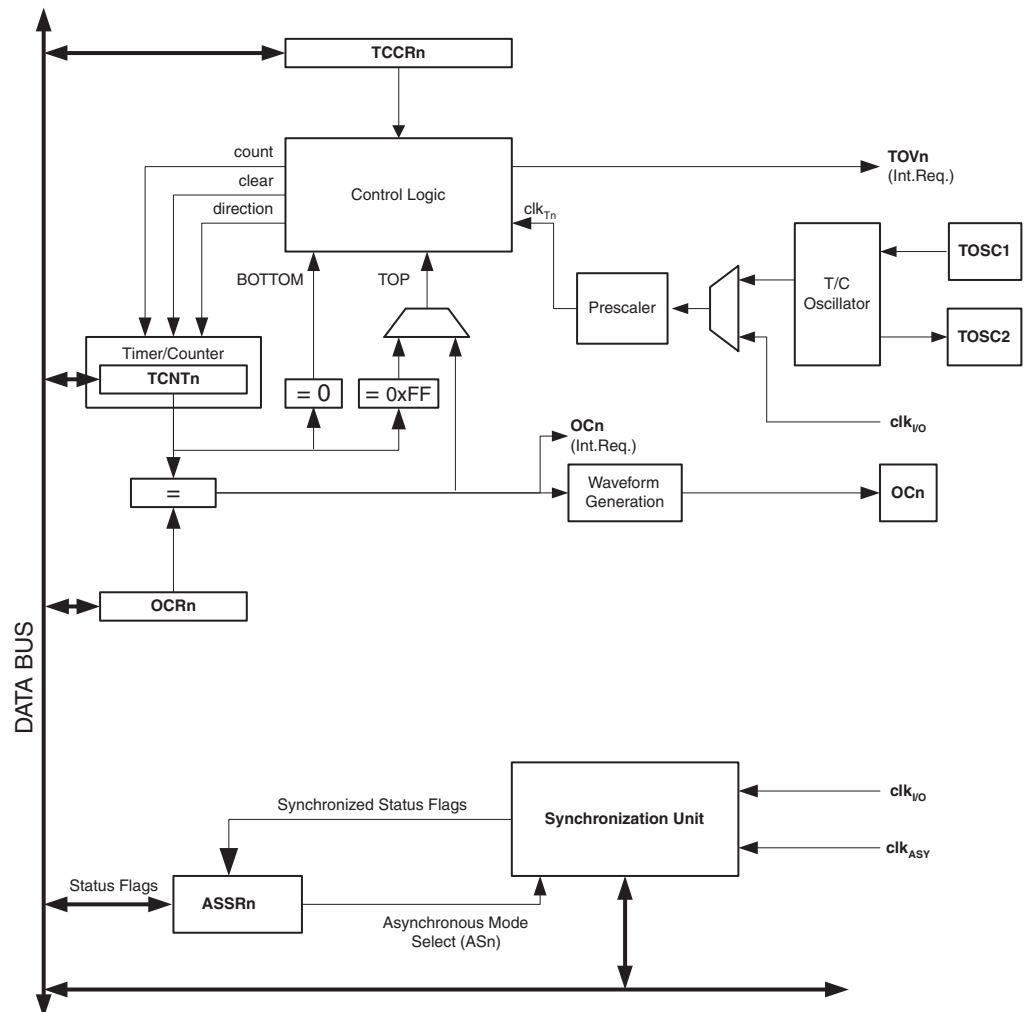 TCCRn
count
clear
direction
Control Logic
TOVn
(Int.Req.)
clkTn
BOTTOM
TOP
Prescaler
T/C
Oscillator
TOSC1
TOSC2
Timer/Counter
TCNTn
= 0
= 0xFF
clkI/O
OCn
(Int.Req.)
=
Waveform
Generation
OCn
OCRn
DATA BUS
Synchronized Status Flags
Synchronization Unit
clkI/O
clkASY
Status Flags
ASSRn
Asynchronous Mode
Select (ASn)